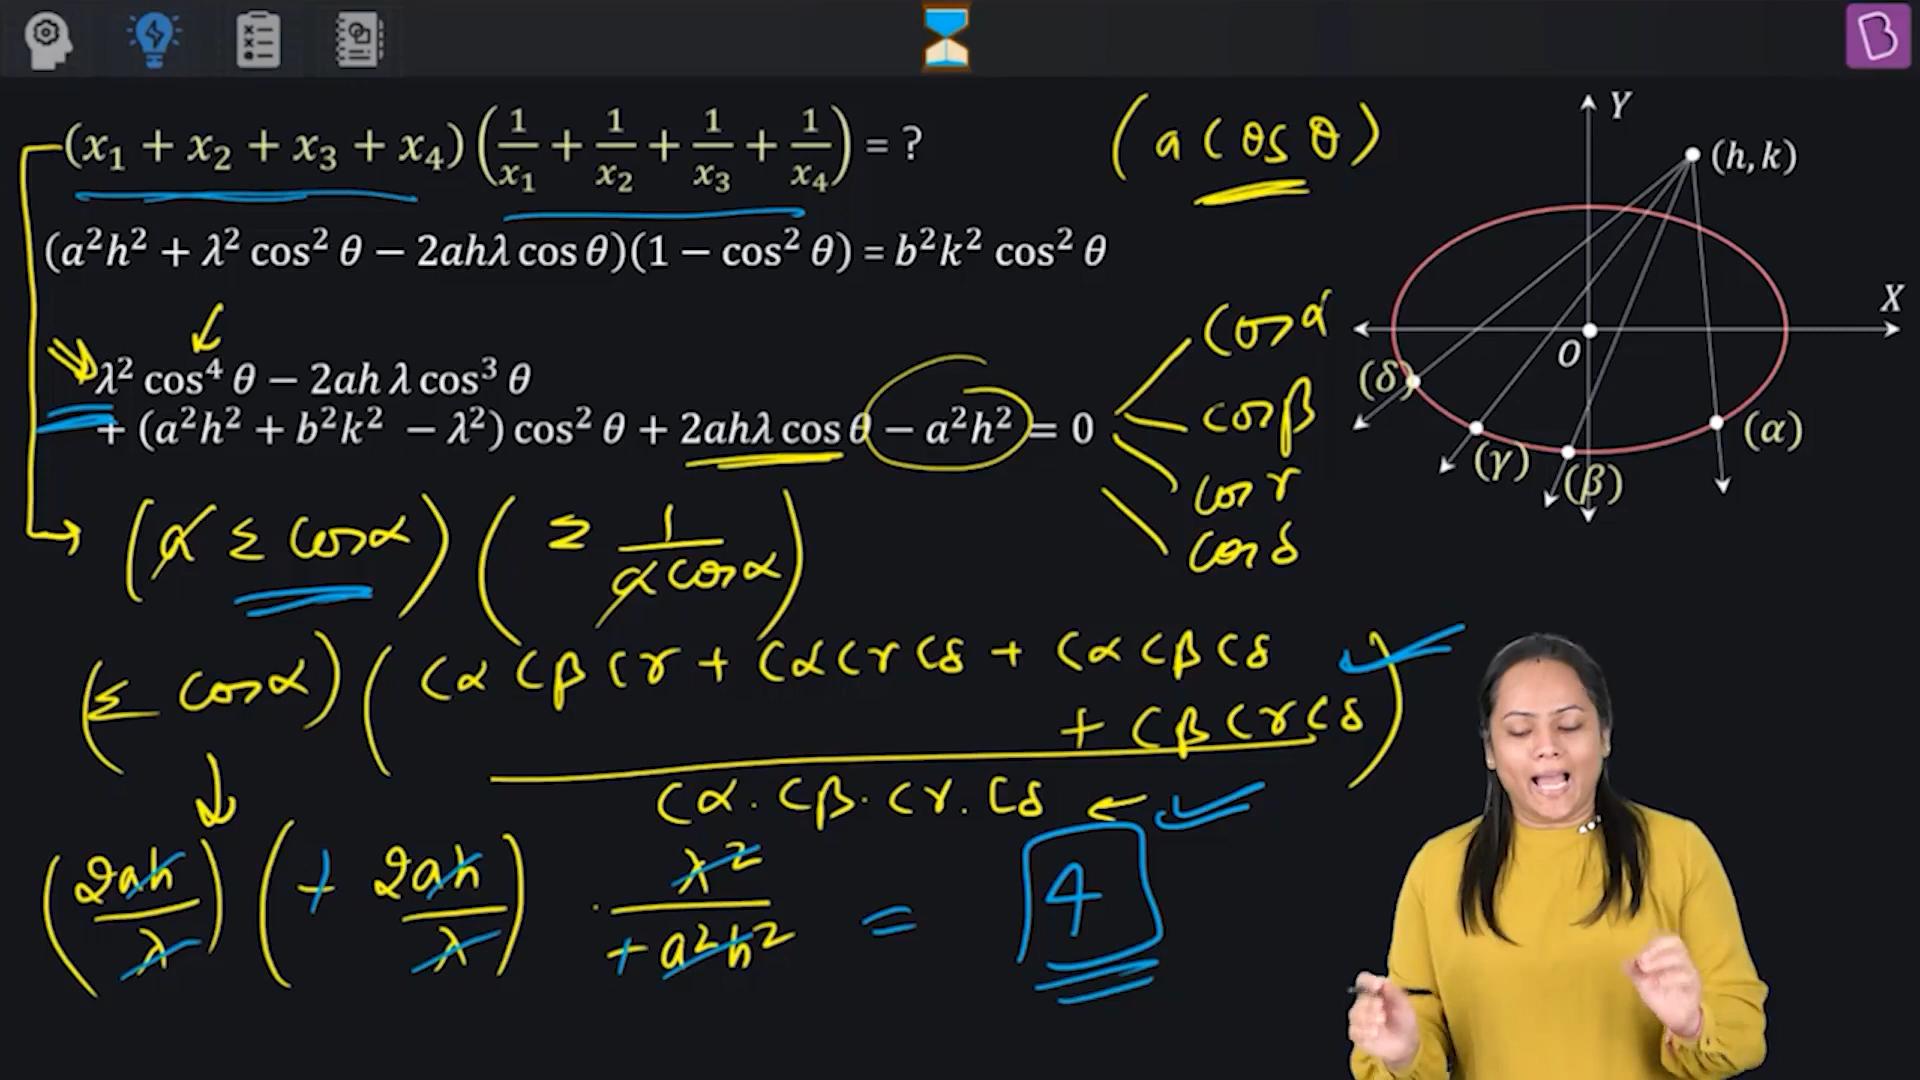 (x₁ + x₂ + x₃ + x₄)(1/x₁ + 1/x₂ + 1/x₃ + 1/x₄) = ?
(a cos θ)
(a²h² + λ² cos² θ − 2ahλ cos θ)(1 − cos² θ) = b²k² cos² θ
λ² cos⁴ θ − 2ah λ cos³ θ
+ (a²h² + b²k² − λ²) cos² θ + 2ahλ cos θ − a²h² = 0
cos α
cos β
cos γ
cos δ
(a Σ cos α) (Σ 1/(a cos α))
(Σ cos α) ((Cα Cβ Cγ + Cα Cγ Cδ + Cα Cβ Cδ
+ Cβ Cγ Cδ)
Cα · Cβ · Cγ · Cδ
(2ah/λ) (+ 2ah/λ) · λ²/(+a²h²) = 4
Y
(h, k)
X
O
(δ)
(γ)
(β)
(α)
B